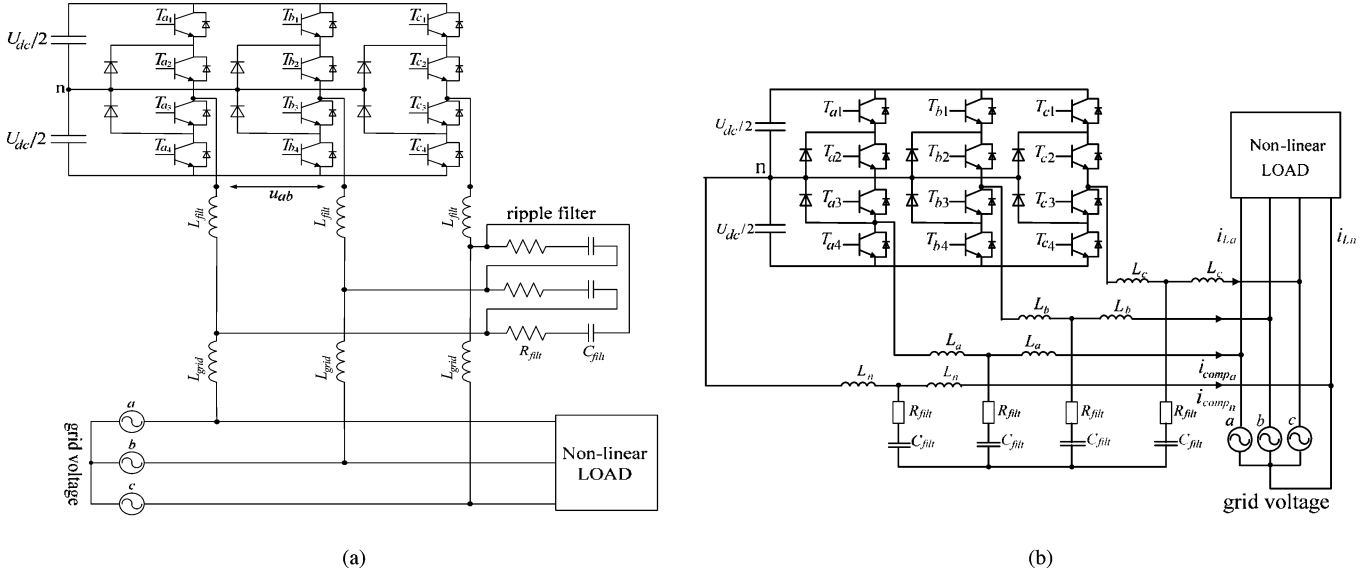 U_dc/2
n
U_dc/2
T_a1
T_b1
T_c1
T_a2
T_b2
T_c2
T_a3
T_b3
T_c3
T_a4
T_b4
T_c4
u_ab
L_filt
L_filt
L_filt
ripple filter
R_filt
C_filt
L_grid
L_grid
L_grid
grid voltage
a
b
c
Non-linear
LOAD
(a)
U_dc/2
n
U_dc/2
T_a1
T_b1
T_c1
T_a2
T_b2
T_c2
T_a3
T_b3
T_c3
T_a4
T_b4
T_c4
Non-linear
LOAD
i_La
i_Ln
L_c
L_c
L_b
L_b
L_a
L_a
i_comp_a
L_n
L_n
i_comp_n
R_filt
R_filt
R_filt
R_filt
C_filt
C_filt
C_filt
C_filt
a
b
c
grid voltage
(b)